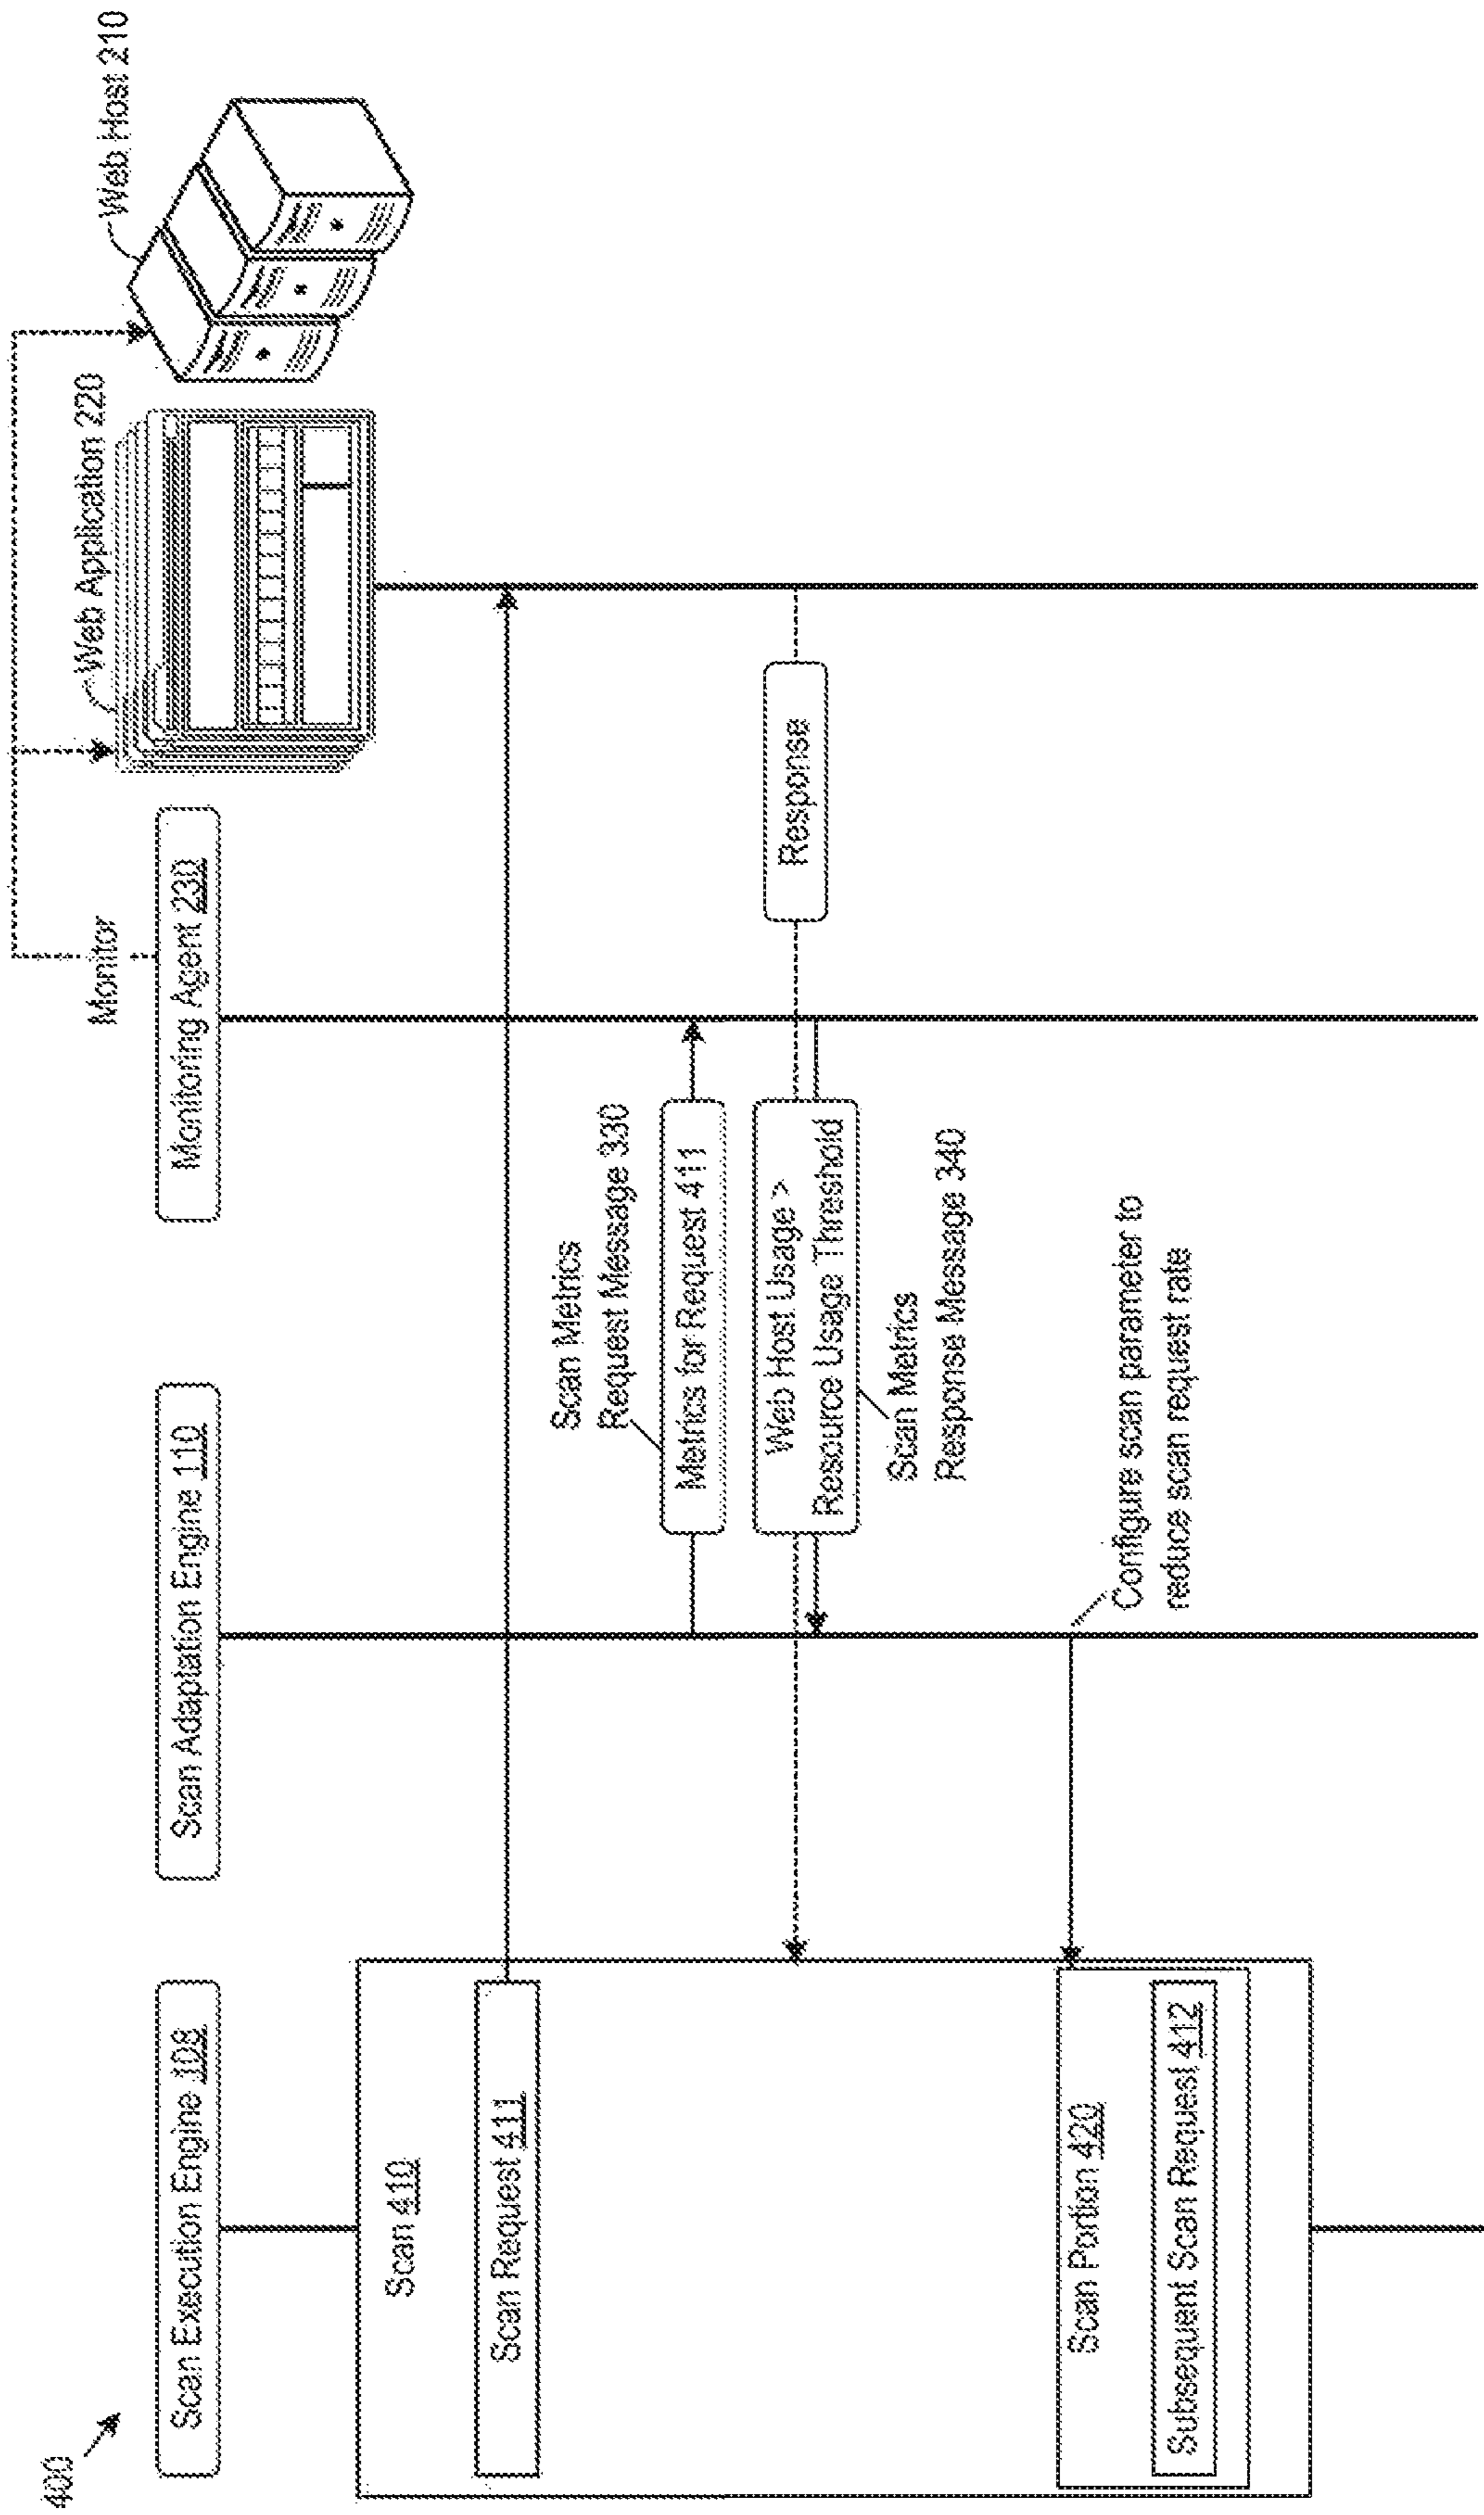 400
Scan Execution Engine 108
Scan Adaptation Engine 110
Monitoring Agent 230
Monitor
Web Application 220
Web Host 210
Scan 410
Scan Request 411
Scan Metrics
Request Message 330
Metrics for Request 411
Web Host Usage >
Resource Usage Threshold
Response
Scan Metrics
Response Message 340
Configure scan parameter to
reduce scan request rate
Scan Portion 420
Subsequent Scan Request 412